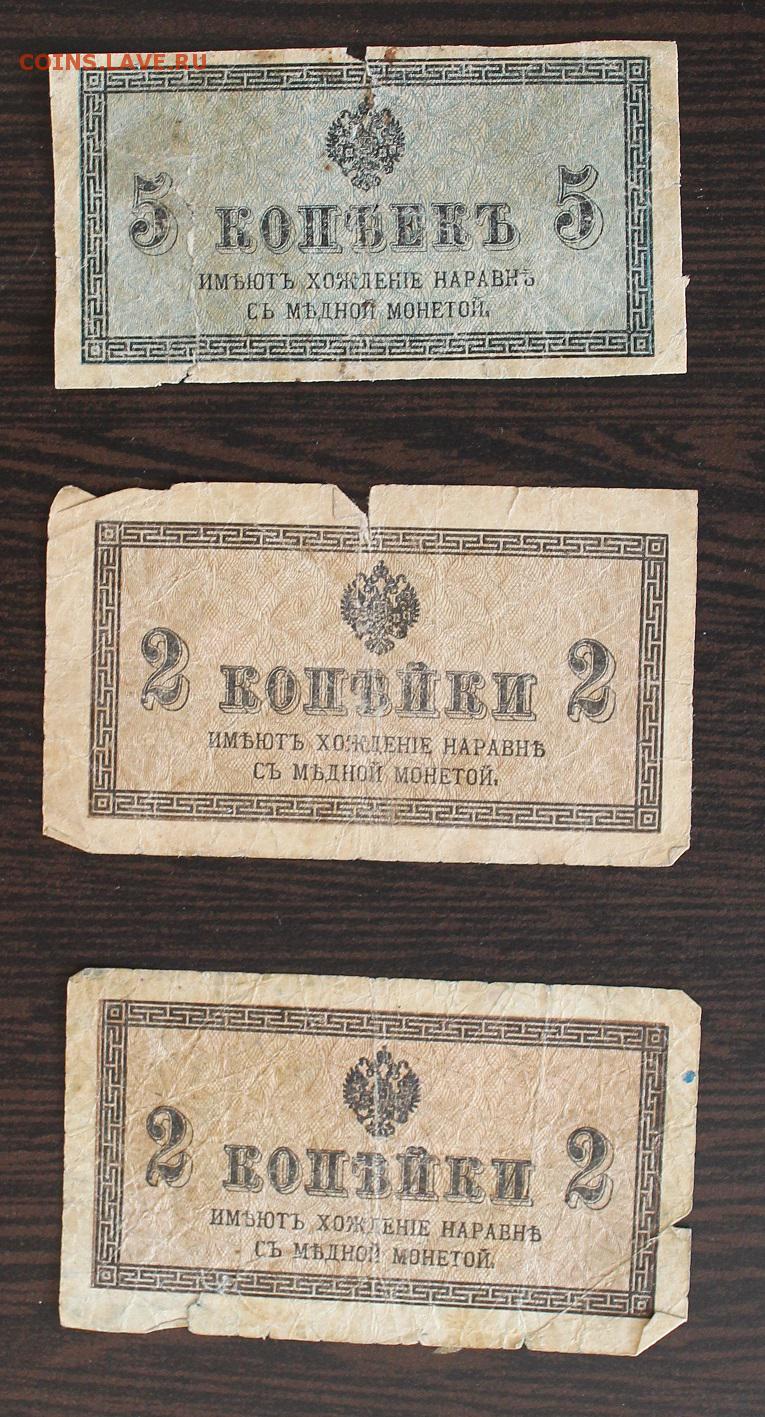 COINS.LAVE.RU
5 КОПѢЕКЪ 5
ИМѢЮТЪ ХОЖДЕНІЕ НАРАВНѢ
СЪ МѢДНОЙ МОНЕТОЙ.
2 КОПѢЙКИ 2
ИМѢЮТЪ ХОЖДЕНІЕ НАРАВНѢ
СЪ МѢДНОЙ МОНЕТОЙ.
2 КОПѢЙКИ 2
ИМѢЮТЪ ХОЖДЕНІЕ НАРАВНѢ
СЪ МѢДНОЙ МОНЕТОЙ.